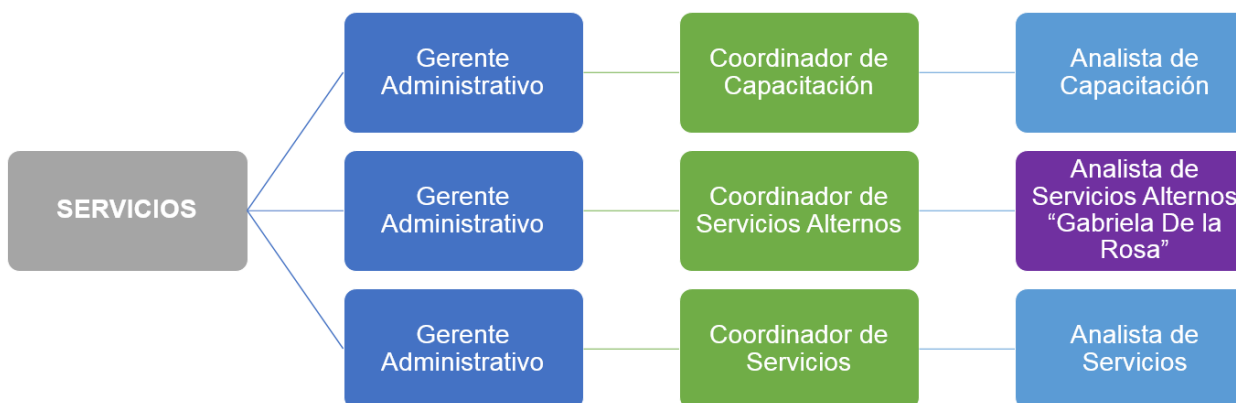 SERVICIOS
Gerente
Administrativo
Coordinador de
Capacitación
Analista de
Capacitación
Gerente
Administrativo
Coordinador de
Servicios Alternos
Analista de
Servicios Alternos
“Gabriela De la
Rosa”
Gerente
Administrativo
Coordinador de
Servicios
Analista de
Servicios